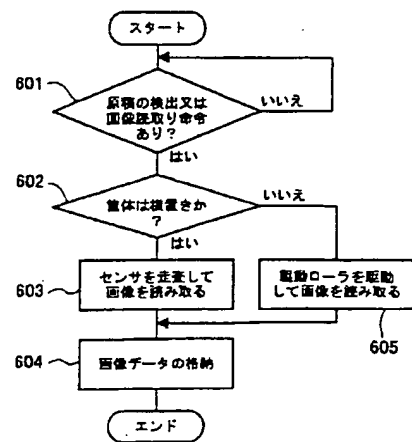 スタート
601
原稿の検出又は
画像読取り命令
あり？
いいえ
はい
602
筐体は横置きか
？
いいえ
はい
センサを走査して
画像を読み取る
603
駆動ローラを駆動
して画像を読み取る
605
画像データの格納
604
エンド